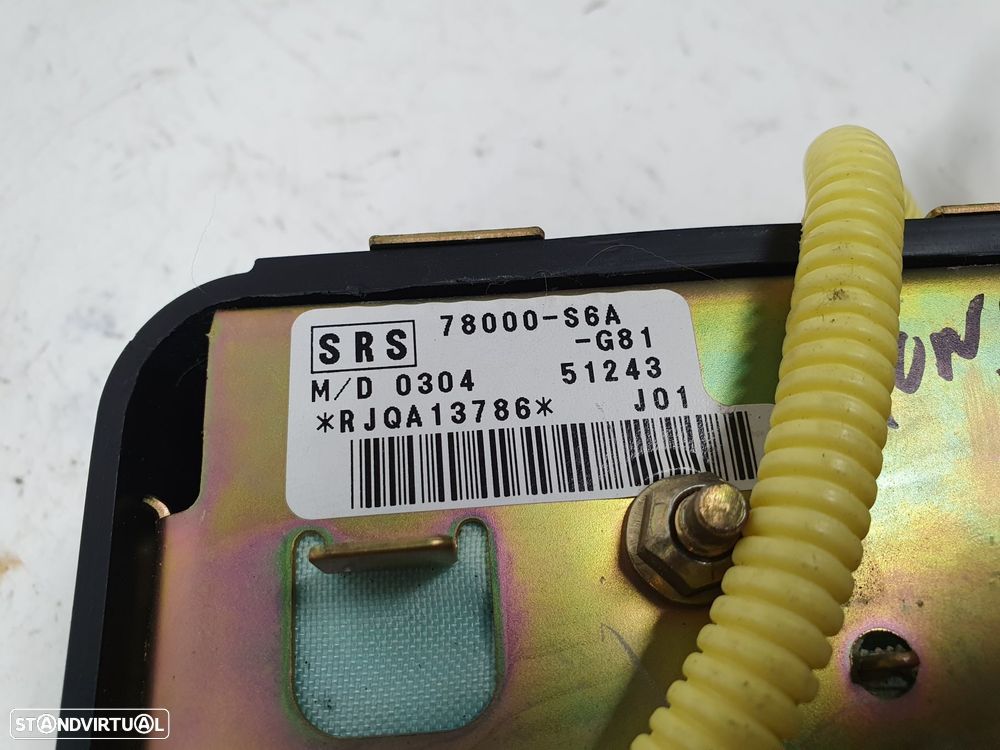 SRS 78000-S6A
-G81
M/D 0304 51243
*RJQA13786* J01
STANDVIRTUAL